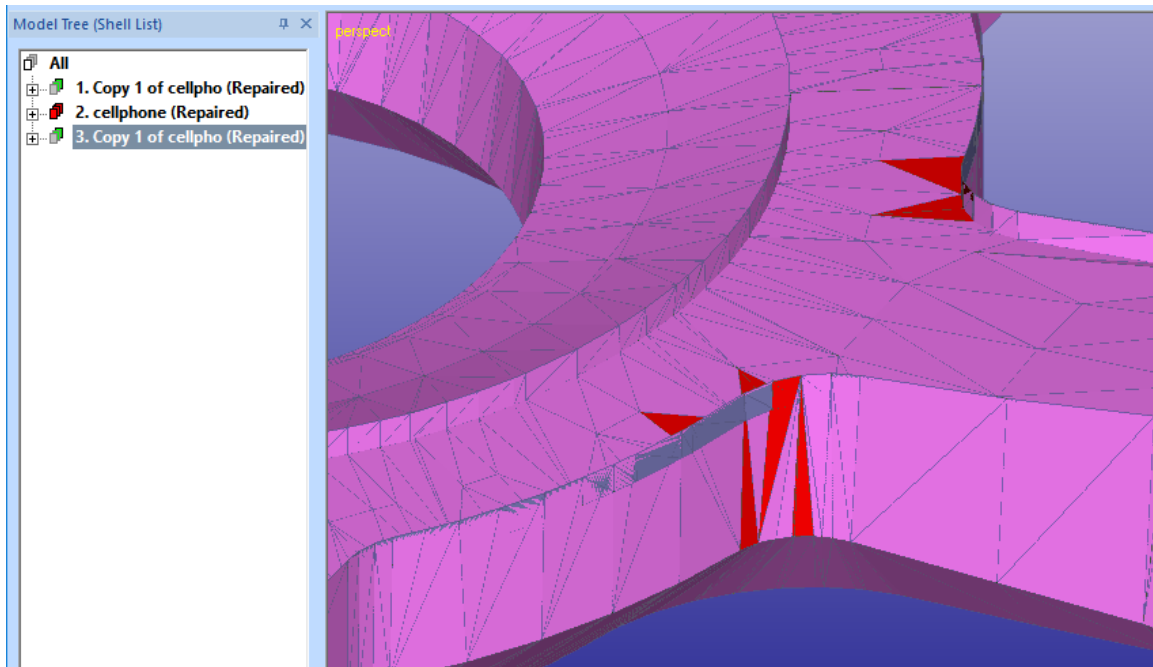 Model Tree (Shell List)
perspect
All
1. Copy 1 of cellpho (Repaired)
2. cellphone (Repaired)
3. Copy 1 of cellpho (Repaired)